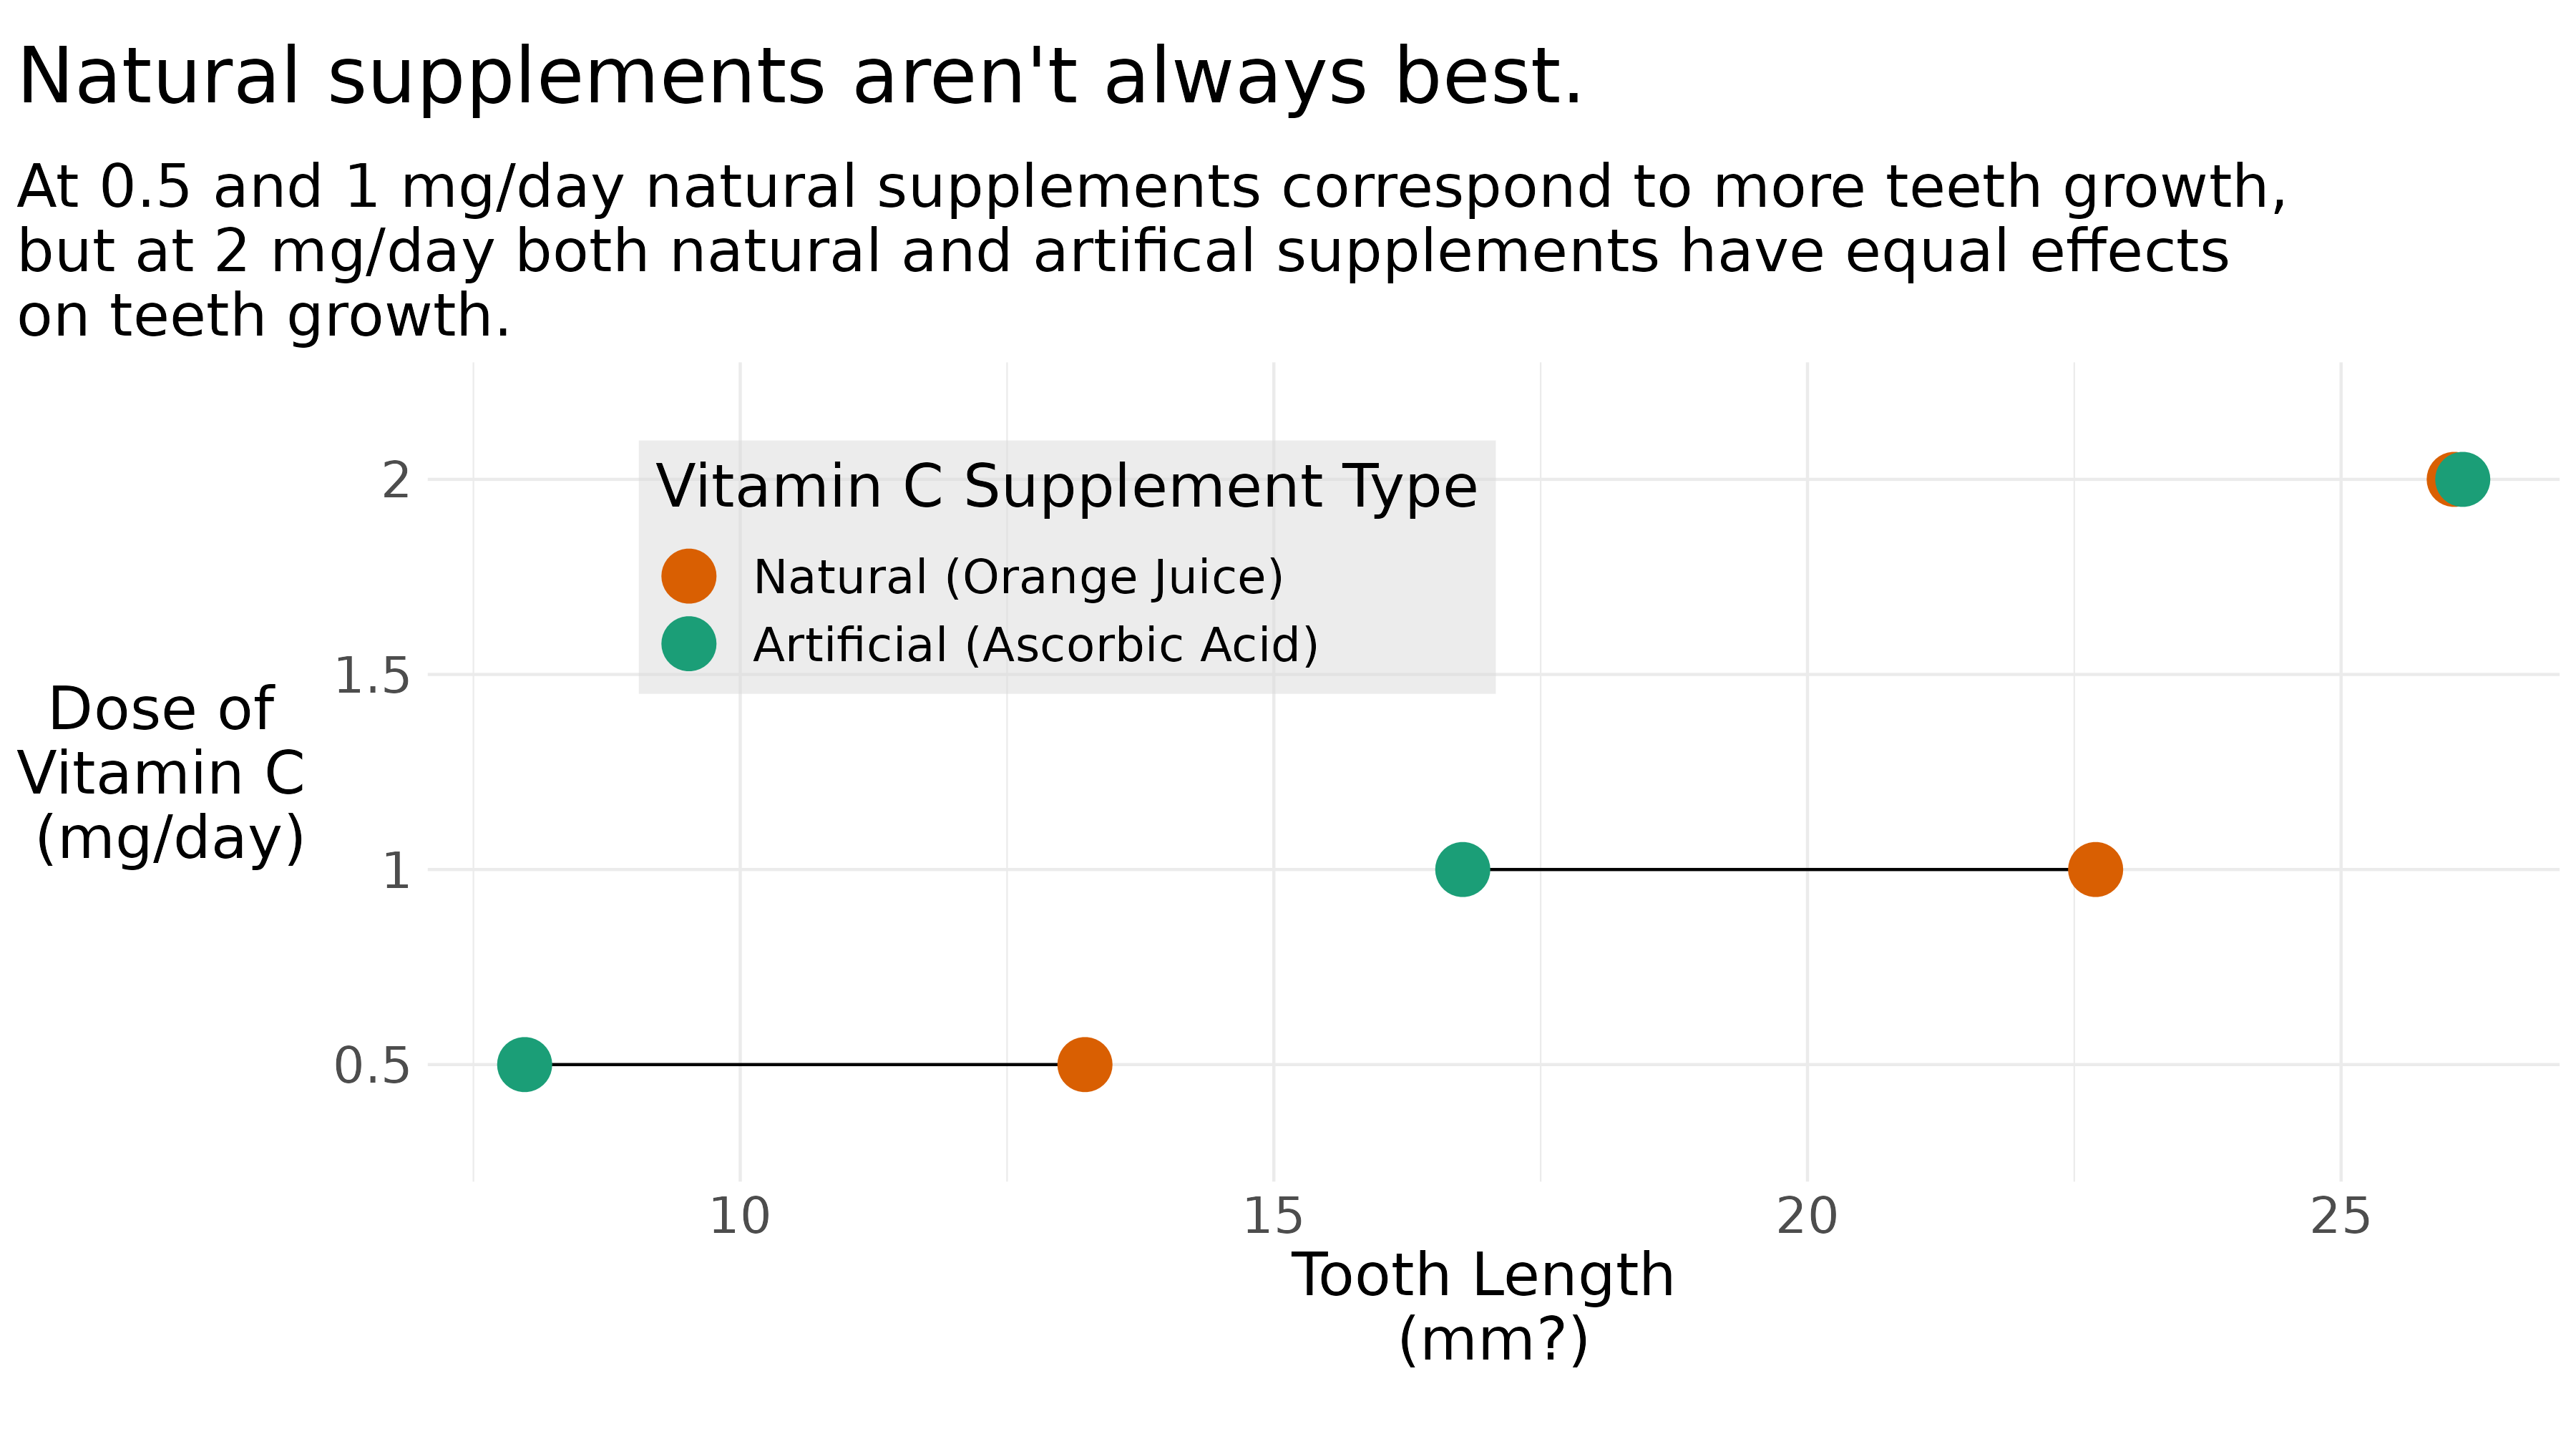 Natural supplements aren't always best.
At 0.5 and 1 mg/day natural supplements correspond to more teeth growth,
but at 2 mg/day both natural and artifical supplements have equal effects
on teeth growth.
Vitamin C Supplement Type
Natural (Orange Juice)
Artificial (Ascorbic Acid)
Dose of
Vitamin C
(mg/day)
2
1.5
1
0.5
10
15
20
25
Tooth Length
(mm?)